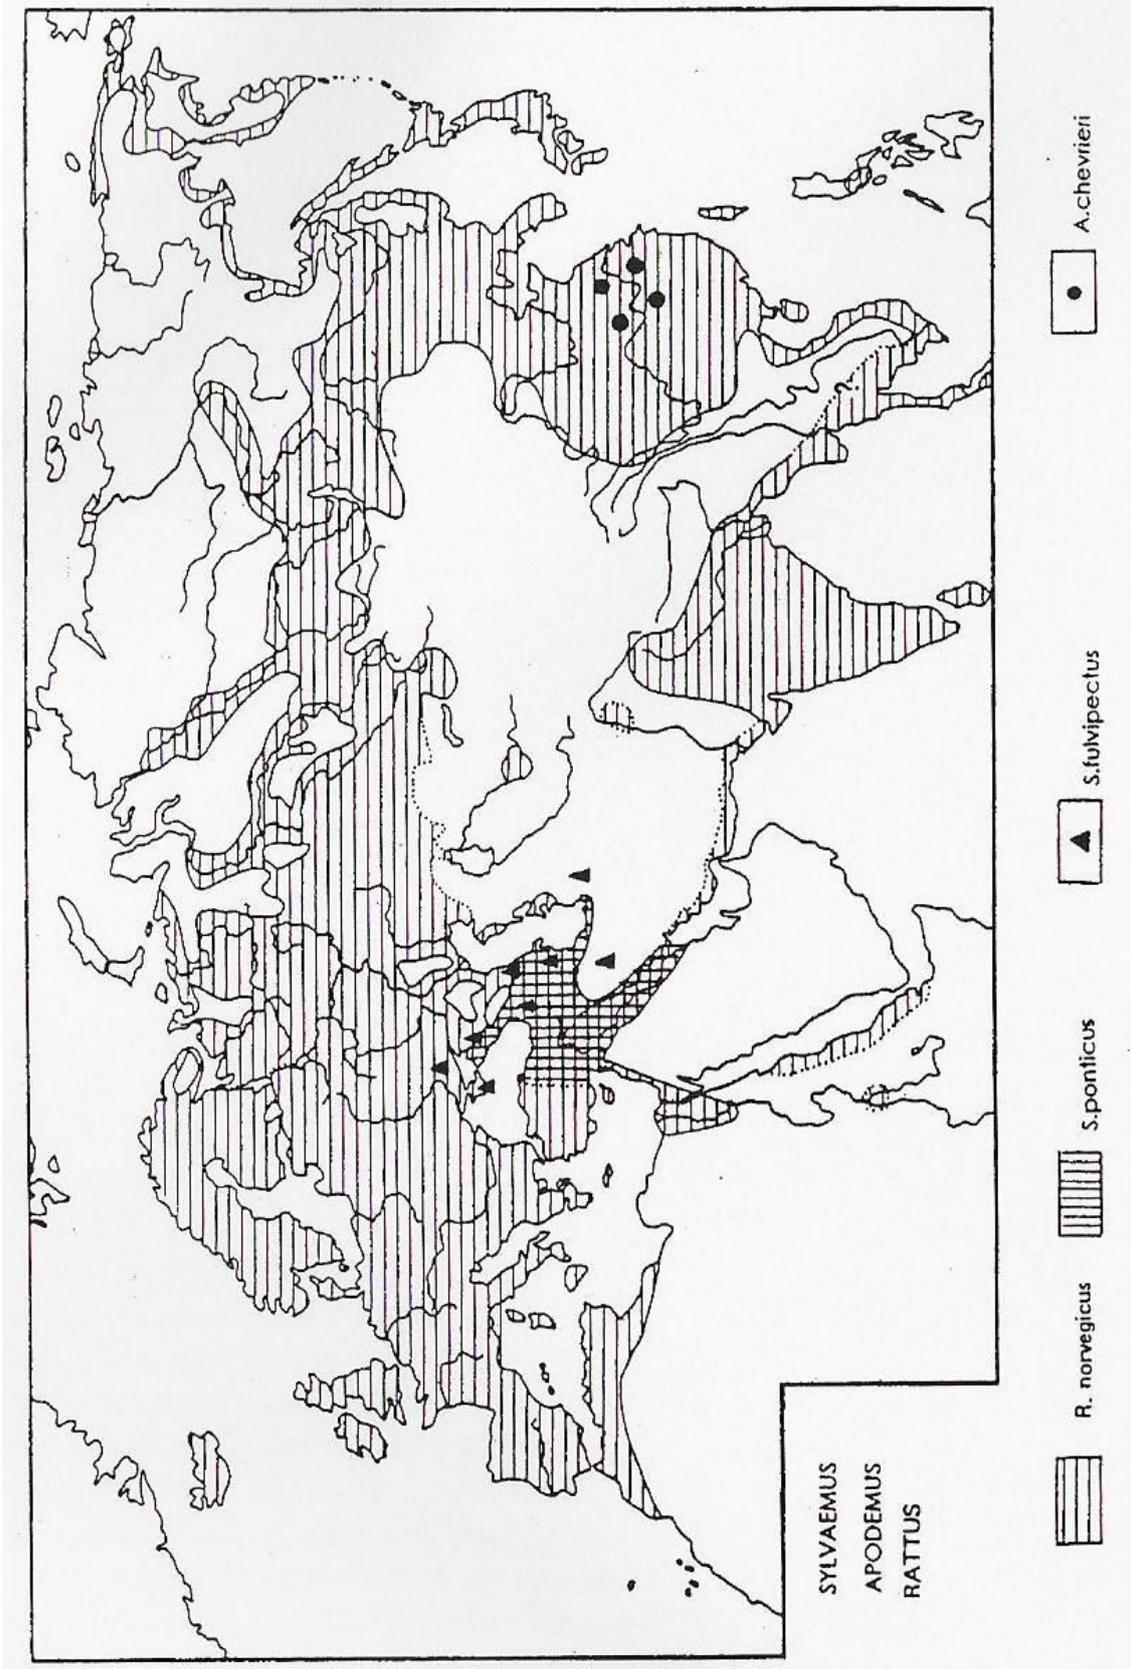 SYLVAEMUS
APODEMUS
RATTUS
R. norvegicus
S.ponticus
S.fulvipectus
A.chevrieri